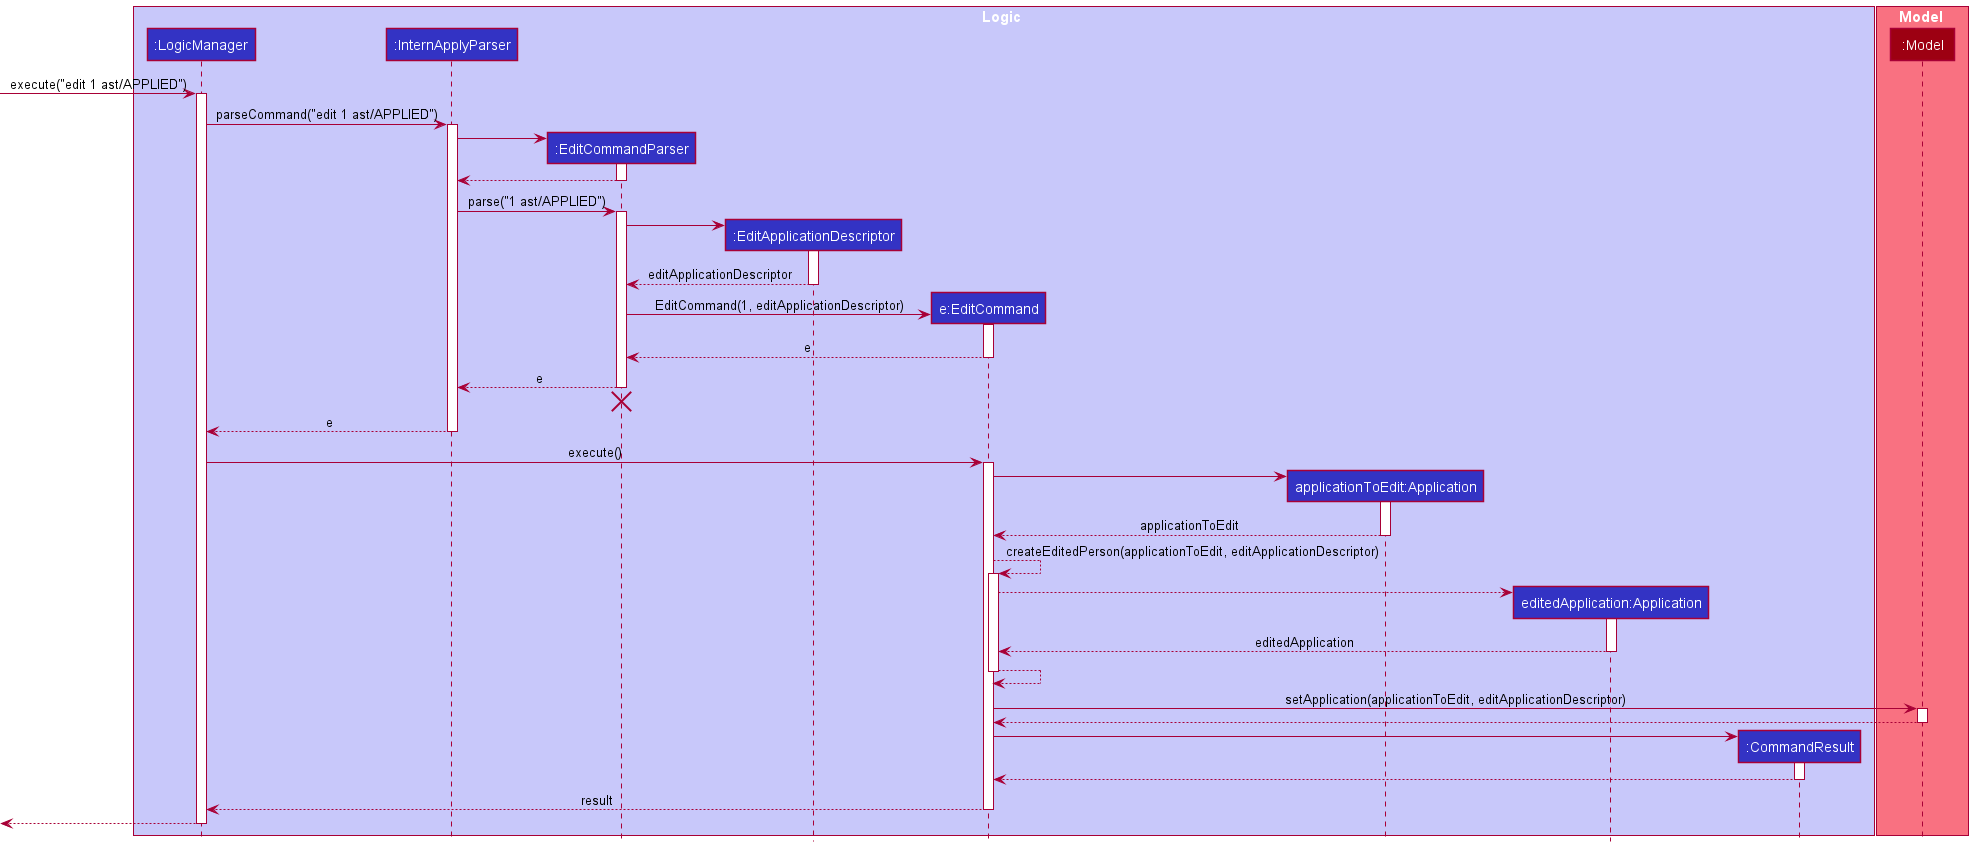 Logic
Model
:LogicManager
:InternApplyParser
:Model
execute("edit 1 ast/APPLIED")
parseCommand("edit 1 ast/APPLIED")
:EditCommandParser
parse("1 ast/APPLIED")
:EditApplicationDescriptor
editApplicationDescriptor
EditCommand(1, editApplicationDescriptor)
e:EditCommand
e
e
e
execute()
applicationToEdit:Application
applicationToEdit
createEditedPerson(applicationToEdit, editApplicationDescriptor)
editedApplication:Application
editedApplication
setApplication(applicationToEdit, editApplicationDescriptor)
:CommandResult
result